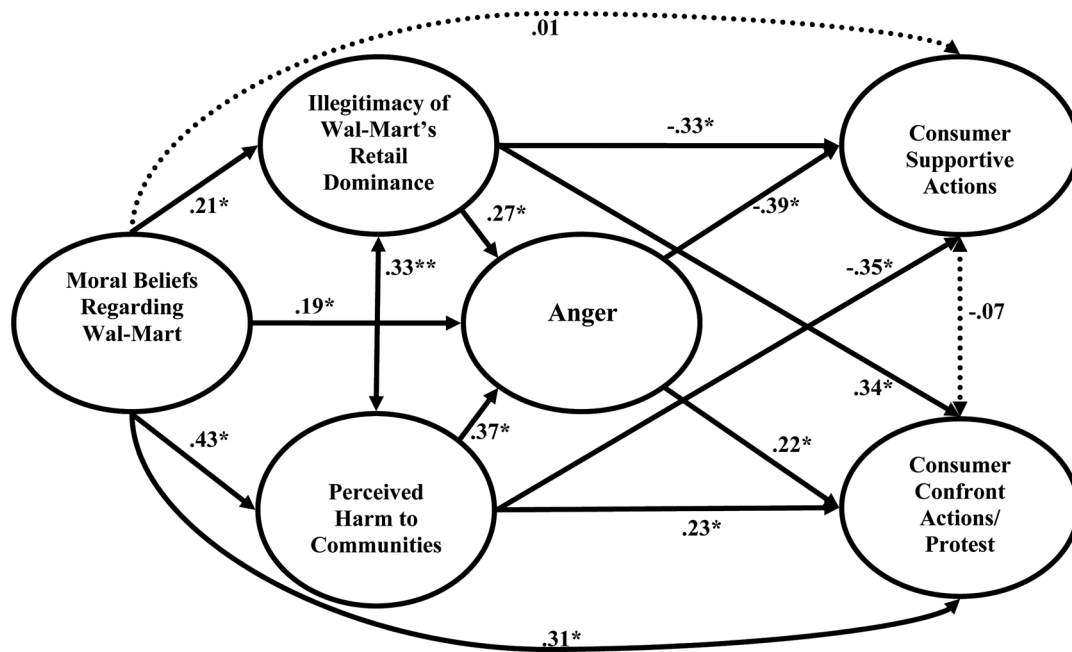 .01
Illegitimacy of
Wal-Mart's
Retail
Dominance
-.33*
Consumer
Supportive
Actions
.21*
.27*
-.39*
.33**
-.35*
Moral Beliefs
Regarding
Wal-Mart
.19*
Anger
-.07
.34*
.43*
.37*
.22*
Perceived
Harm to
Communities
.23*
Consumer
Confront
Actions/
Protest
.31*